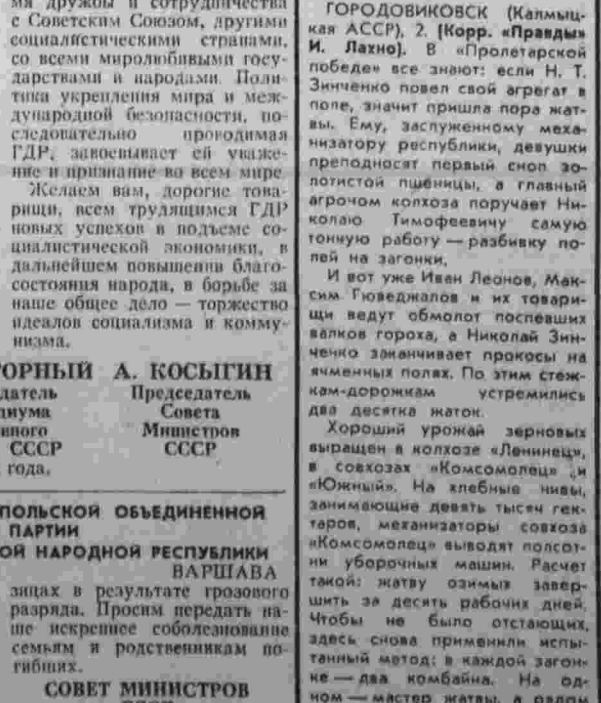 мя дружбы и сотрудничества
с Советским Союзом, другими
социалистическими странами,
со всеми миролюбивыми госу-
дарствами и народами. Поли-
тика укрепления мира и меж-
дународной безопасности, по-
следовательно проводимая
ГДР, завоевывает ей уваже-
ние и признание во всем мире.
Желаем вам, дорогие това-
рищи, всем трудящимся ГДР
новых успехов в подъеме со-
циалистической экономики, в
дальнейшем повышении благо-
состояния народа, в борьбе за
наше общее дело — торжество
идеалов социализма и комму-
низма.
ОРНЫЙ А. КОСЫГИН
датель Председатель
диума Совета
вного Министров
СССР СССР
года.
ПОЛЬСКОЙ ОБЪЕДИНЕННОЙ
ПАРТИИ
ОЙ НАРОДНОЙ РЕСПУБЛИКИ
ВАРШАВА
зицах в результате грозового
разряда. Просим передать на-
ше искреннее соболезнование
семьям и родственникам по-
гибших.
СОВЕТ МИНИСТРОВ
СССР
ГОРОДОВИКОВСК (Калмыц-
кая АССР), 2. (Корр. «Правды»
И. Лахно). В «Пролетарской
победе» все знают: если Н. Т.
Зинченко повел свой агрегат в
поле, значит пришла пора жат-
вы. Ему, заслуженному меха-
низатору республики, девушки
преподносят первый сноп зо-
лотистой пшеницы, а главный
агроном колхоза поручает Ни-
колаю Тимофеевичу самую
тонкую работу — разбивку по-
лей на загонки.
И вот уже Иван Леонов, Мак-
сим Гюведжалов и их товари-
щи ведут обмолот поспевших
валков гороха, а Николай Зин-
ченко заканчивает прокосы на
ячменных полях. По этим стеж-
кам-дорожкам устремились
два десятка жаток.
Хороший урожай зерновых
выращен в колхозе «Ленинец»,
в совхозах «Комсомолец» и
«Южный». На хлебные нивы,
занимающие девять тысяч гек-
таров, механизаторы совхоза
«Комсомолец» выводят полсот-
ни уборочных машин. Расчет
такой: жатву озимых завер-
шить за десять рабочих дней.
Чтобы не было отстающих,
здесь снова применили испы-
танный метод: в каждой загон-
ке — два комбайна. На од-
ном — мастер жатвы, а рядом